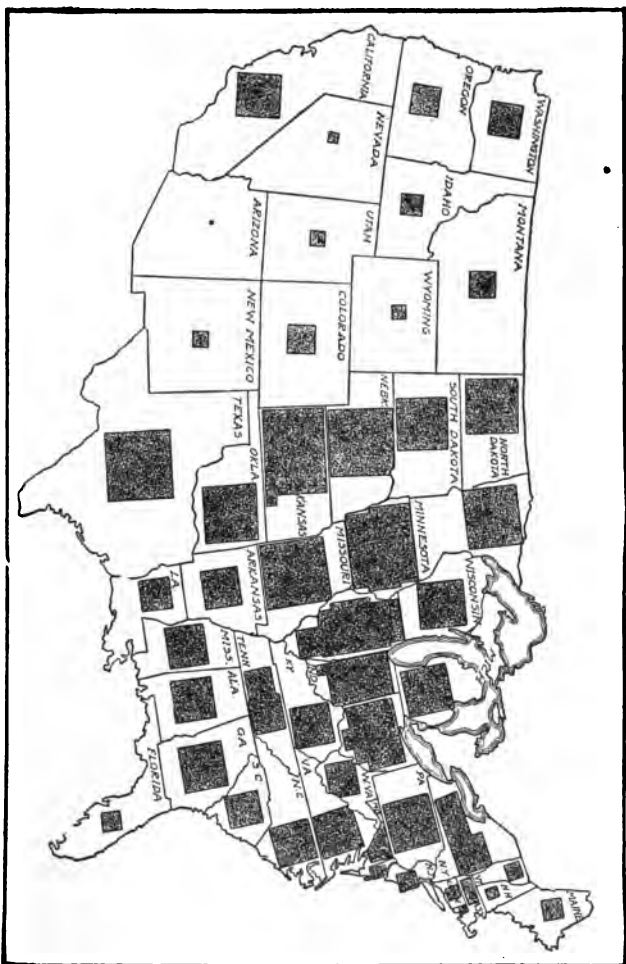 WASHINGTON
OREGON
CALIFORNIA
NEVADA
IDAHO
MONTANA
WYOMING
UTAH
ARIZONA
COLORADO
NEW MEXICO
NORTH
DAKOTA
SOUTH DAKOTA
NEBR
KANSAS
OKLA
TEXAS
MINNESOTA
MISSOURI
ARKANSAS
LA
WISCONSIN
KY
TENN
MISS.
ALA
GA
FLORIDA
S C
N.C
VA
W.VA
PA
N.Y
N H
MAINE